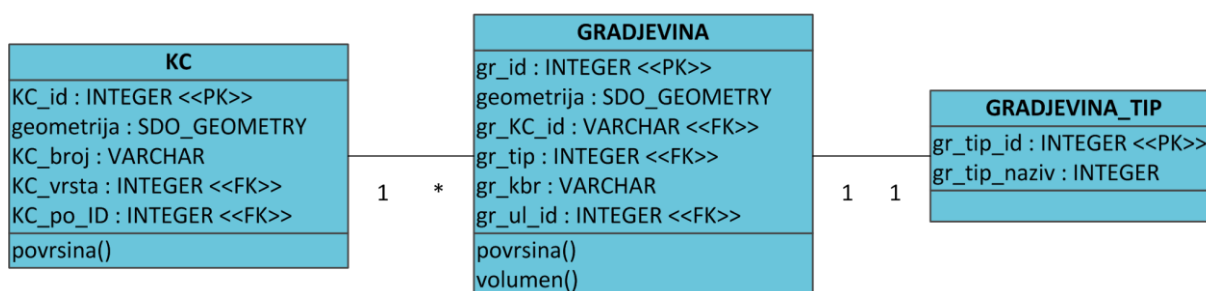 KC
KC_id : INTEGER <<PK>>
geometrija : SDO_GEOMETRY
KC_broj : VARCHAR
KC_vrsta : INTEGER <<FK>>
KC_po_ID : INTEGER <<FK>>
povrsina()
1 *
GRADJEVINA
gr_id : INTEGER <<PK>>
geometrija : SDO_GEOMETRY
gr_KC_id : VARCHAR <<FK>>
gr_tip : INTEGER <<FK>>
gr_kbr : VARCHAR
gr_ul_id : INTEGER <<FK>>
povrsina()
volumen()
1 1
GRADJEVINA_TIP
gr_tip_id : INTEGER <<PK>>
gr_tip_naziv : INTEGER